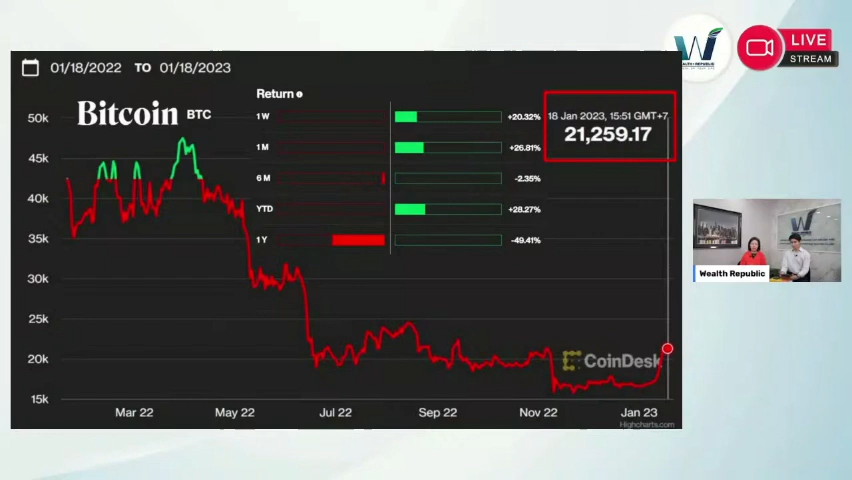 01/18/2022 TO 01/18/2023
W
WEALTH REPUBLIC
LIVE
STREAM
Bitcoin BTC
Return
1 W +20.32%
1 M +26.81%
6 M -2.35%
YTD +28.27%
1 Y -49.41%
18 Jan 2023, 15:51 GMT+7
21,259.17
50k
45k
40k
35k
30k
25k
20k
15k
CoinDesk
Mar 22 May 22 Jul 22 Sep 22 Nov 22 Jan 23
Highcharts.com
W
Wealth Republic